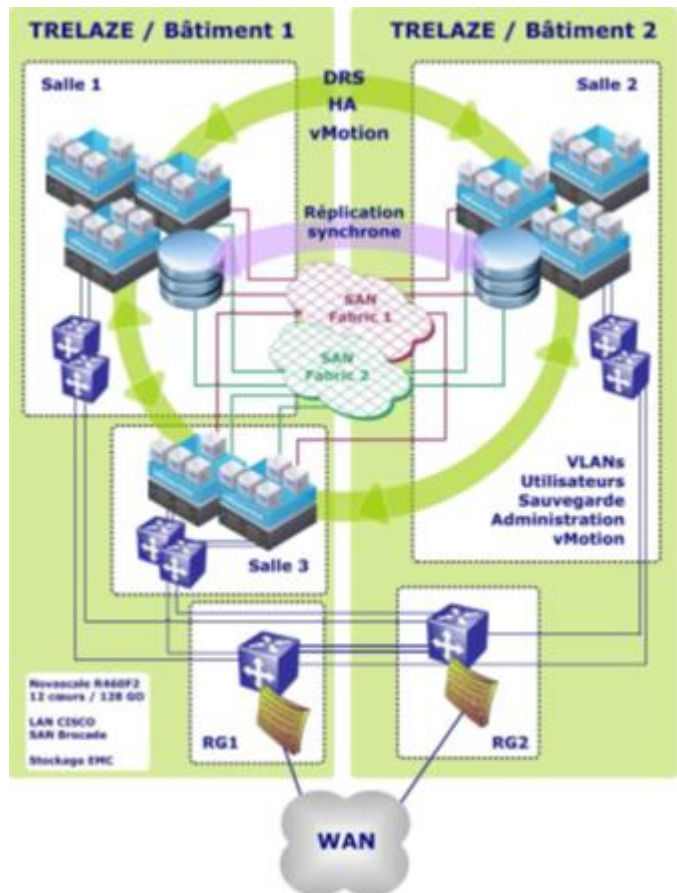 TRELAZE / Bâtiment 1
TRELAZE / Bâtiment 2
Salle 1
DRS
HA
vMotion
Salle 2
Réplication
synchrone
SAN
Fabric 1
SAN
Fabric 2
VLANs
Utilisateurs
Sauvegarde
Administration
vMotion
Salle 3
Novascale R460F2
12 cœurs / 128 GO
LAN CISCO
SAN Brocade
Stockage EMC
RG1
RG2
WAN